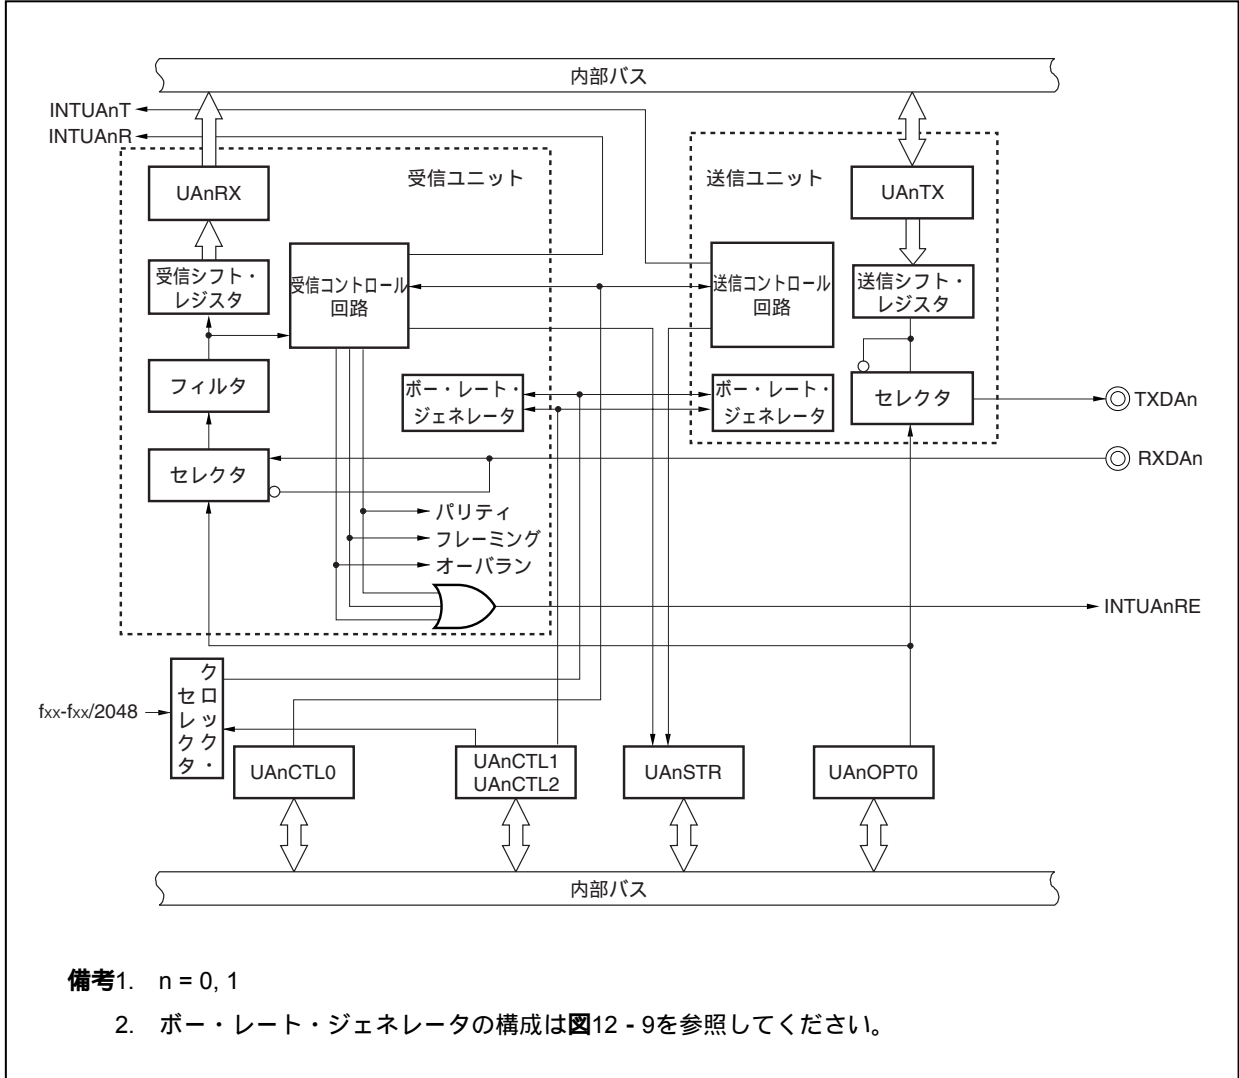 内部バス
INTUAnT
INTUAnR
受信ユニット
送信ユニット
UAnRX
UAnTX
受信シフト・
レジスタ
受信コントロール
回路
送信コントロール
回路
送信シフト・
レジスタ
フィルタ
ボー・レート・
ジェネレータ
ボー・レート・
ジェネレータ
セレクタ
TXDAn
セレクタ
RXDAn
パリティ
フレーミング
オーバラン
INTUAnRE
クロック・
セレクタ
fxx-fxx/2048
UAnCTL0
UAnCTL1
UAnCTL2
UAnSTR
UAnOPT0
内部バス
備考1. n = 0, 1
2. ボー・レート・ジェネレータの構成は図12 - 9を参照してください。